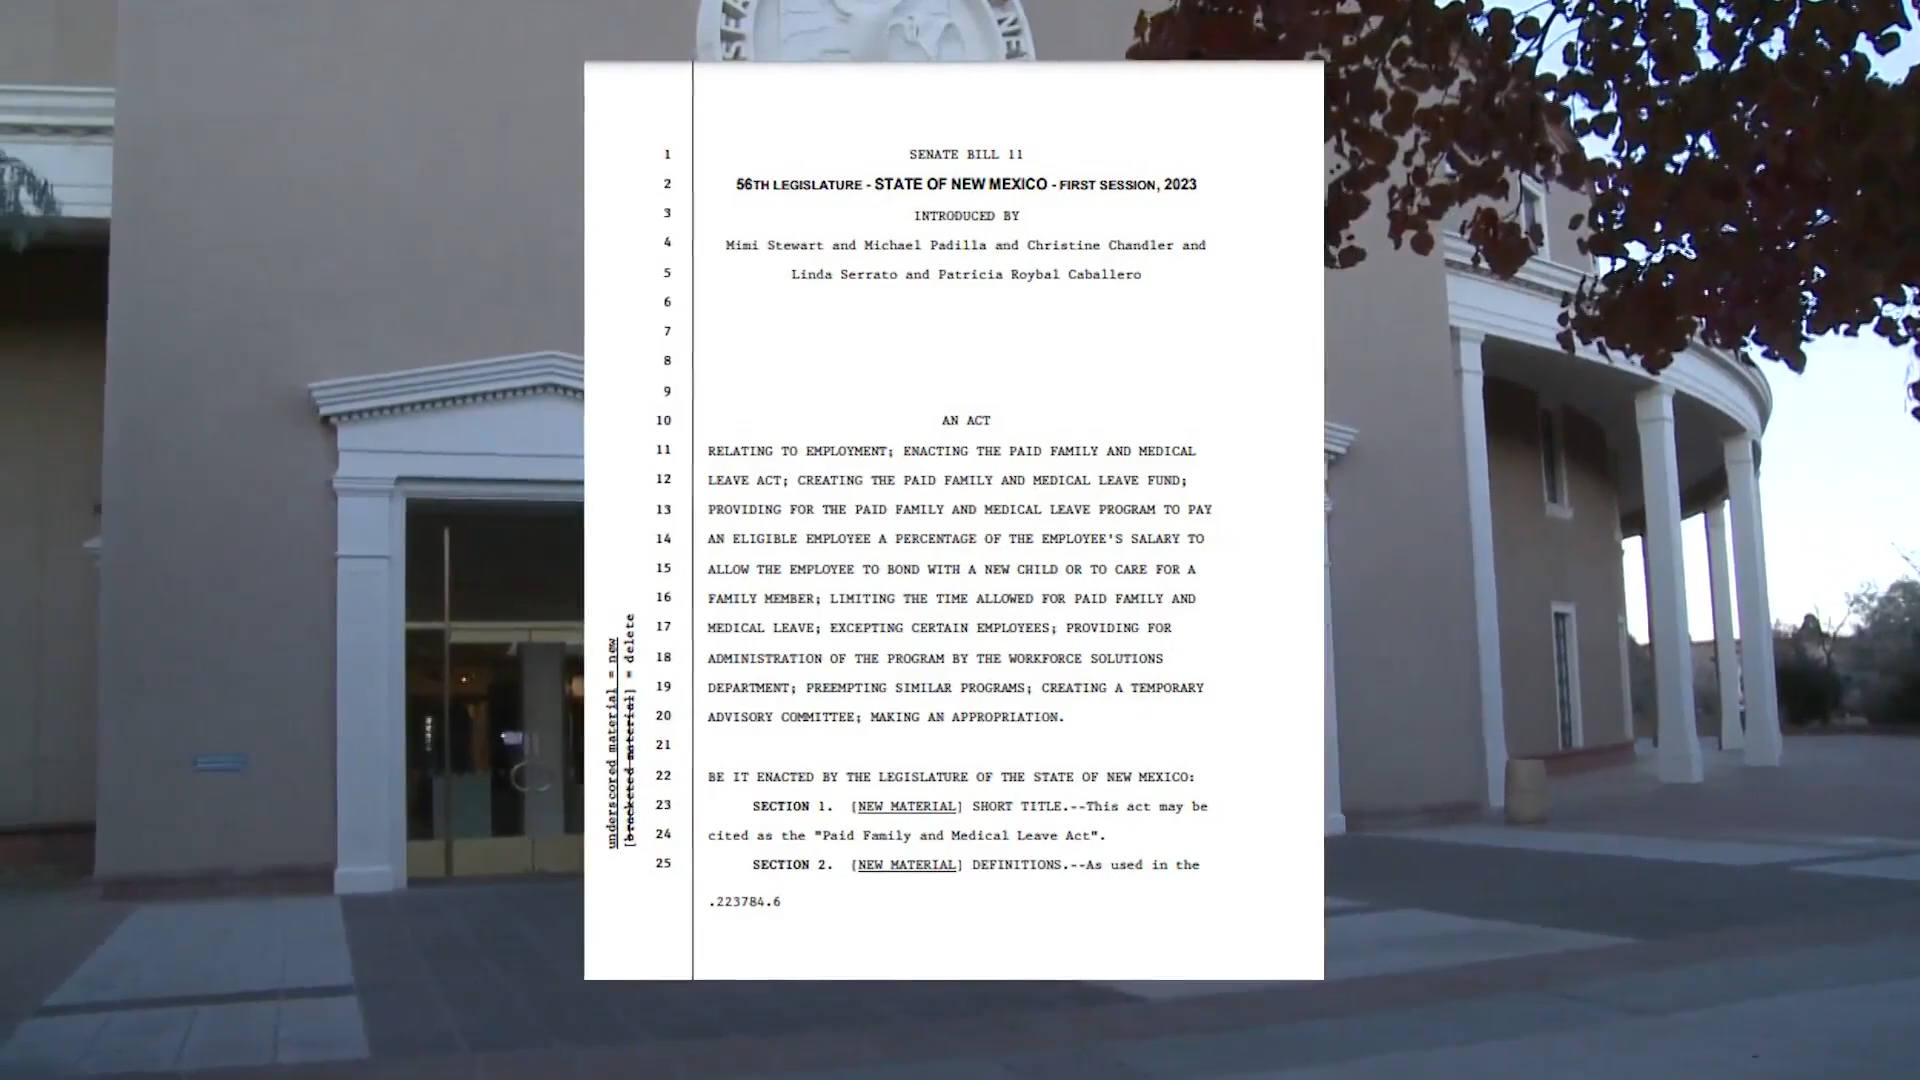 SENATE BILL 11
56TH LEGISLATURE - STATE OF NEW MEXICO - FIRST SESSION, 2023
INTRODUCED BY
Mimi Stewart and Michael Padilla and Christine Chandler and
Linda Serrato and Patricia Roybal Caballero
AN ACT
RELATING TO EMPLOYMENT; ENACTING THE PAID FAMILY AND MEDICAL
LEAVE ACT; CREATING THE PAID FAMILY AND MEDICAL LEAVE FUND;
PROVIDING FOR THE PAID FAMILY AND MEDICAL LEAVE PROGRAM TO PAY
AN ELIGIBLE EMPLOYEE A PERCENTAGE OF THE EMPLOYEE'S SALARY TO
ALLOW THE EMPLOYEE TO BOND WITH A NEW CHILD OR TO CARE FOR A
FAMILY MEMBER; LIMITING THE TIME ALLOWED FOR PAID FAMILY AND
MEDICAL LEAVE; EXCEPTING CERTAIN EMPLOYEES; PROVIDING FOR
ADMINISTRATION OF THE PROGRAM BY THE WORKFORCE SOLUTIONS
DEPARTMENT; PREEMPTING SIMILAR PROGRAMS; CREATING A TEMPORARY
ADVISORY COMMITTEE; MAKING AN APPROPRIATION.
BE IT ENACTED BY THE LEGISLATURE OF THE STATE OF NEW MEXICO:
SECTION 1. [NEW MATERIAL] SHORT TITLE.--This act may be
cited as the "Paid Family and Medical Leave Act".
SECTION 2. [NEW MATERIAL] DEFINITIONS.--As used in the
.223784.6
1
2
3
4
5
6
7
8
9
10
11
12
13
14
15
16
17
18
19
20
21
22
23
24
25
underscored material = new
[bracketed material] = delete